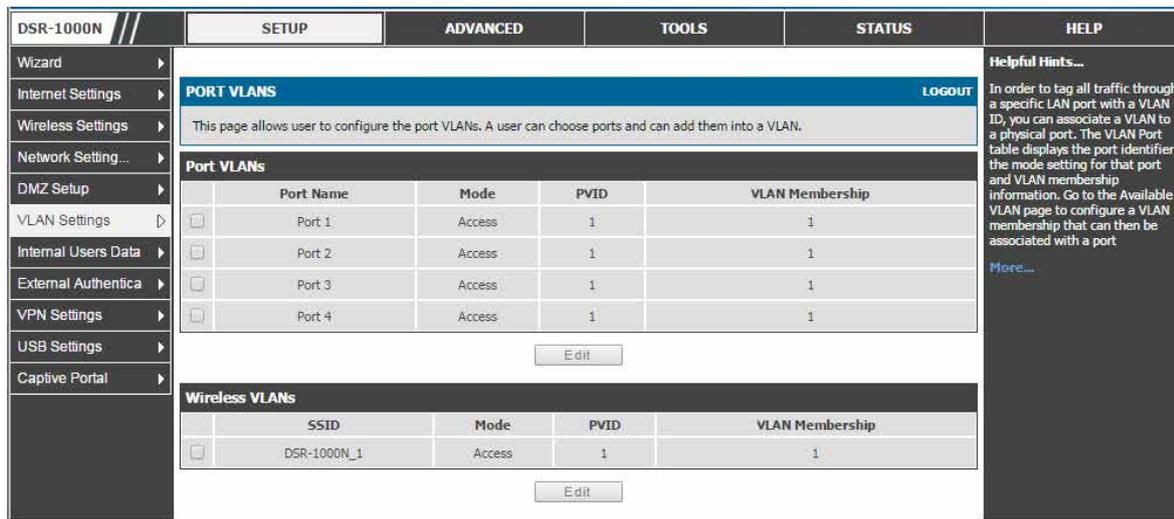 DSR-1000N
SETUP
ADVANCED
TOOLS
STATUS
HELP
Wizard
Internet Settings
Wireless Settings
Network Setting...
DMZ Setup
VLAN Settings
Internal Users Data
External Authentica
VPN Settings
USB Settings
Captive Portal
PORT VLANS LOGOUT
This page allows user to configure the port VLANs. A user can choose ports and can add them into a VLAN.
Port VLANs
Port Name Mode PVID VLAN Membership
Port 1 Access 1 1
Port 2 Access 1 1
Port 3 Access 1 1
Port 4 Access 1 1
Edit
Wireless VLANs
SSID Mode PVID VLAN Membership
DSR-1000N_1 Access 1 1
Edit
Helpful Hints...
In order to tag all traffic through
a specific LAN port with a VLAN
ID, you can associate a VLAN to
a physical port. The VLAN Port
table displays the port identifier
the mode setting for that port
and VLAN membership
information. Go to the Available
VLAN page to configure a VLAN
membership that can then be
associated with a port
More...